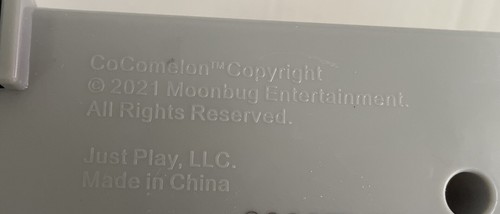 CoComelon™Copyright
© 2021 Moonbug Entertainment.
All Rights Reserved.
Just Play, LLC.
Made in China